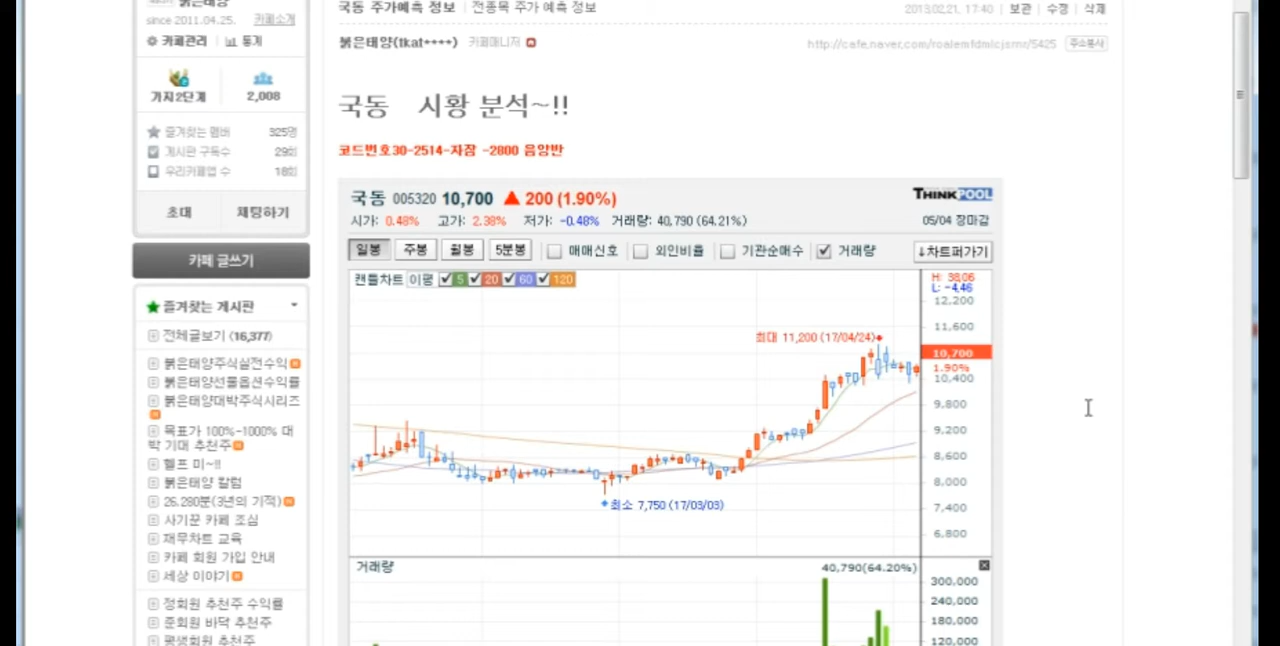 붉은태양
since 2011.04.25. 카페소개
카페관리 통계
가지2단계 2,008
즐겨찾는 멤버 325명
게시판 구독수 29회
우리카페앱 수 18회
초대 채팅하기
카페 글쓰기
즐겨찾는 게시판
전체글보기 (16,377)
붉은태양주식실전수익
붉은태양선물옵션수익률
붉은태양대박주식시리즈
목표가 100%-1000% 대
박 기대 추천주
헬프 미~!!
붉은태양 칼럼
26,280분(3년의 기적)
사기꾼 카페 조심
재무차트 교육
카페 회원 가입 안내
세상 이야기
정회원 추천주 수익률
준회원 바닥 추천주
평생회원 추천주
국동 주가예측 정보 | 전종목 주가 예측 정보
2013.02.21. 17:40 | 보관 | 수정 | 삭제
붉은태양(tkat****) 카페매니저
http://cafe.naver.com/roalemfdmlcjsrnr/5425 주소복사
국동 시황 분석~!!
코드번호30-2514-자잠 -2800 음양반
국동 005320 10,700 ▲ 200 (1.90%)
THINKPOOL
시가: 0.48% 고가: 2.38% 저가: -0.48% 거래량: 40,790 (64.21%)
05/04 장마감
일봉 주봉 월봉 5분봉 매매신호 외인비율 기관순매수 거래량 ↓차트퍼가기
캔들차트 이평 5 20 60 120
H: 38.06
L: -4.46
12,200
11,600
최대 11,200 (17/04/24)
10,700
1.90%
10,400
9,800
9,200
8,600
8,000
최소 7,750 (17/03/03)
7,400
6,800
거래량
40,790(64.20%)
300,000
240,000
180,000
120,000